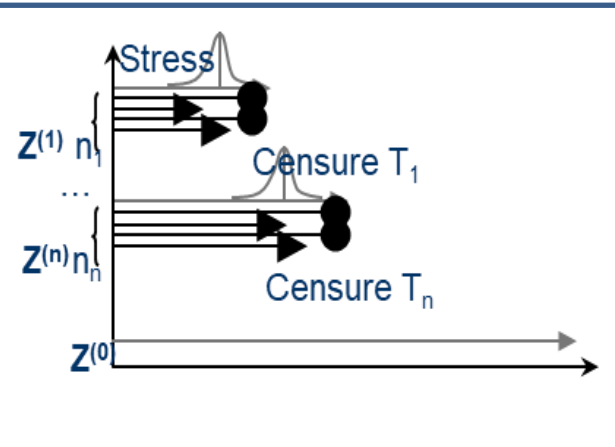 Stress
Z(1) n1
Censure T1
...
Z(n) nn
Censure Tn
Z(0)